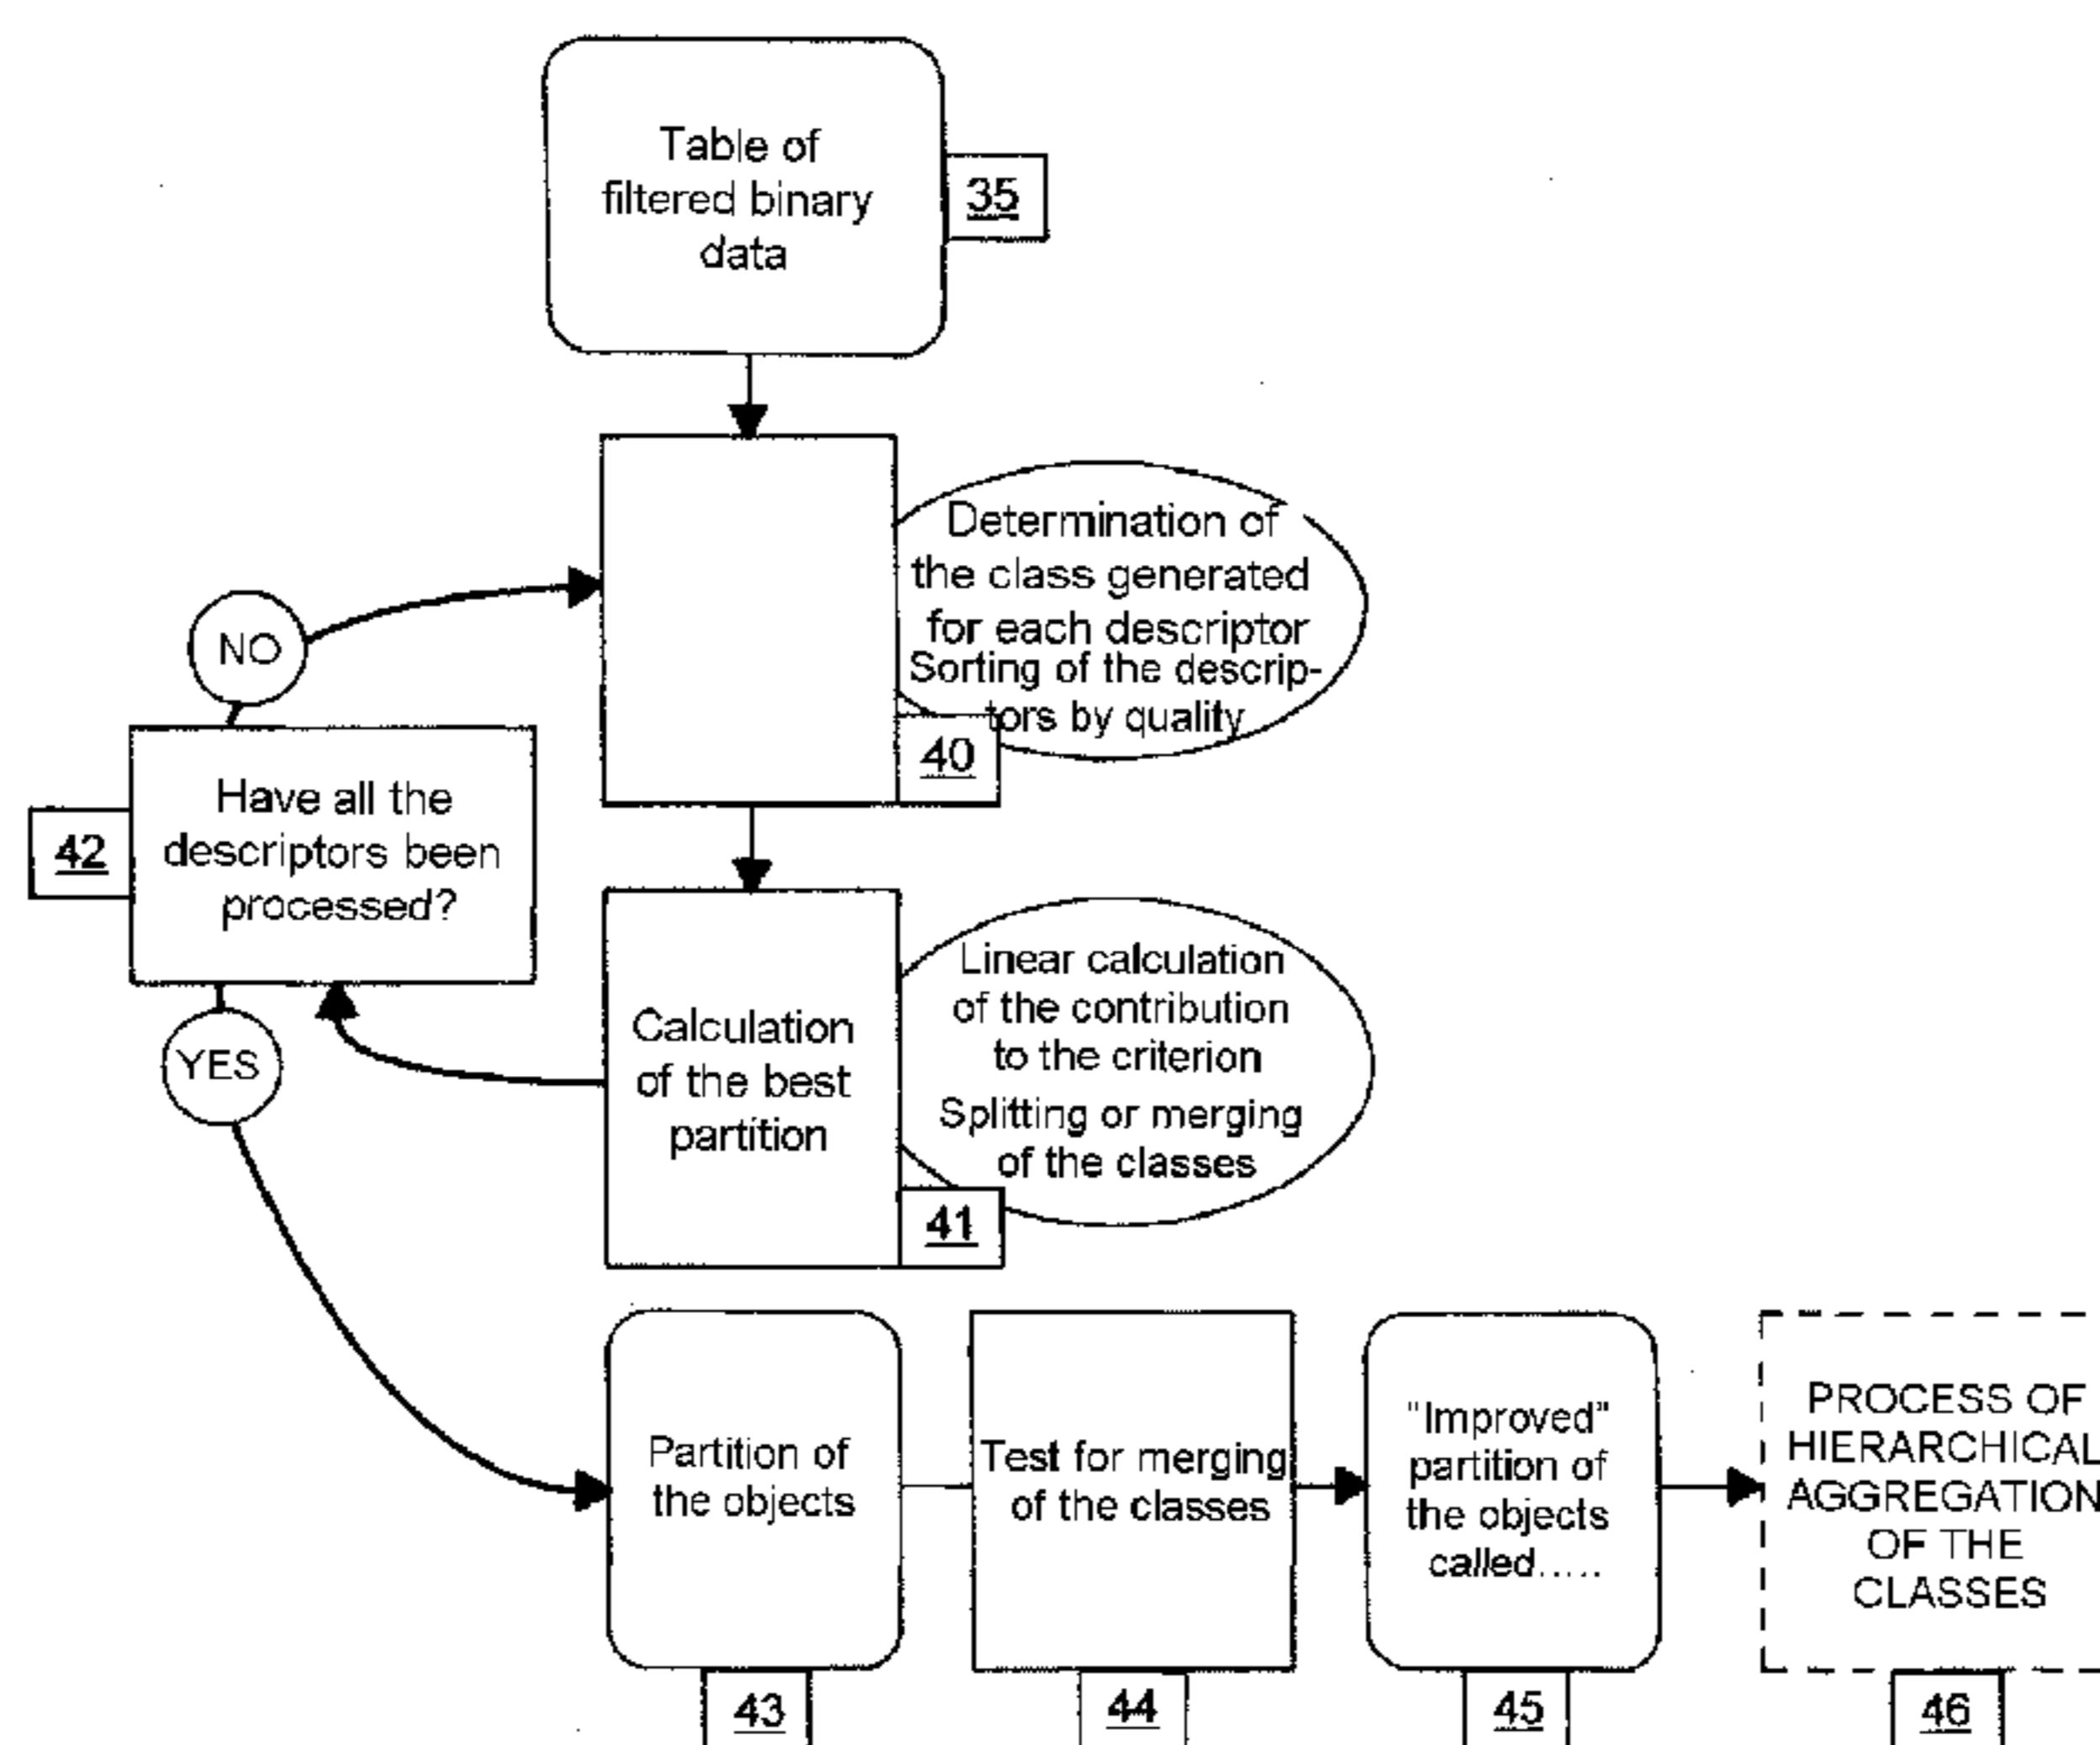 Table of
filtered binary
data
35
Determination of
the class generated
for each descriptor
Sorting of the descrip-
tors by quality
40
NO
Have all the
descriptors been
processed?
42
YES
Calculation
of the best
partition
Linear calculation
of the contribution
to the criterion
Splitting or merging
of the classes
41
Partition of
the objects
43
Test for merging
of the classes
44
"Improved"
partition of
the objects
called.....
45
PROCESS OF
HIERARCHICAL
AGGREGATION
OF THE
CLASSES
46